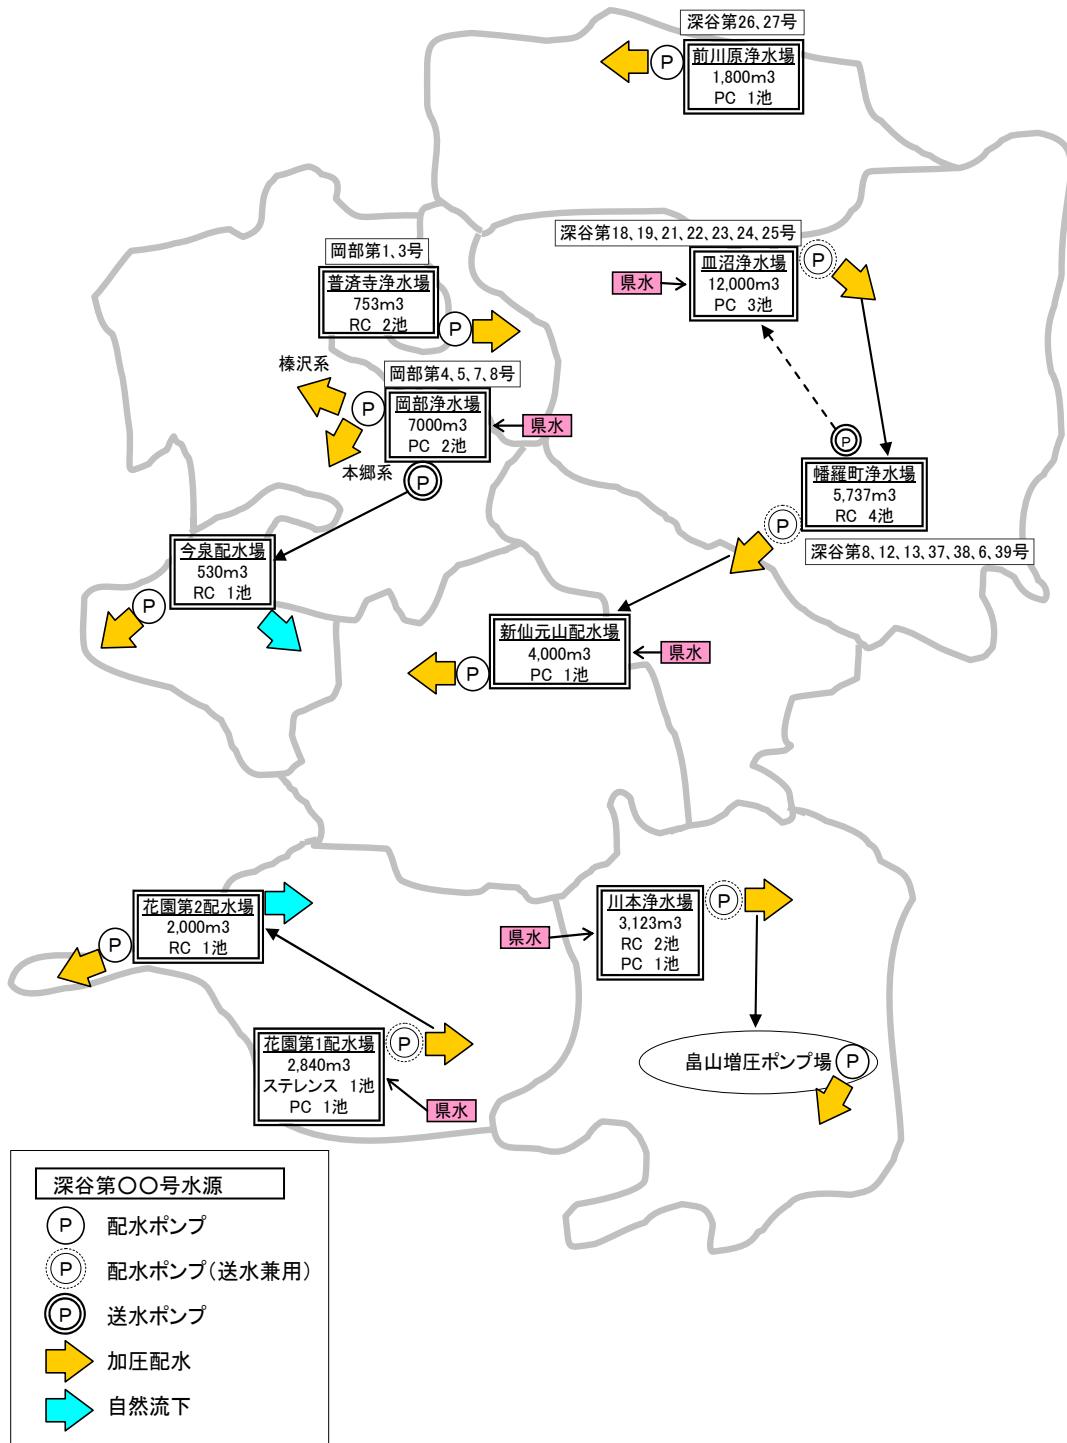 深谷第26、27号
前川原浄水場
1,800m3
PC 1池
P
深谷第18、19、21、22、23、24、25号
皿沼浄水場
12,000m3
PC 3池
P
県水
岡部第1、3号
普済寺浄水場
753m3
RC 2池
P
榛沢系
岡部第4、5、7、8号
岡部浄水場
7000m3
PC 2池
P
県水
本郷系
P
P
幡羅町浄水場
5,737m3
RC 4池
P
深谷第8、12、13、37、38、6、39号
今泉配水場
530m3
RC 1池
P
新仙元山配水場
4,000m3
PC 1池
県水
P
花園第2配水場
2,000m3
RC 1池
P
川本浄水場
3,123m3
RC 2池
PC 1池
P
県水
花園第1配水場
2,840m3
ステレンス 1池
PC 1池
P
県水
畠山増圧ポンプ場
P
深谷第〇〇号水源
P 配水ポンプ
P 配水ポンプ(送水兼用)
P 送水ポンプ
加圧配水
自然流下